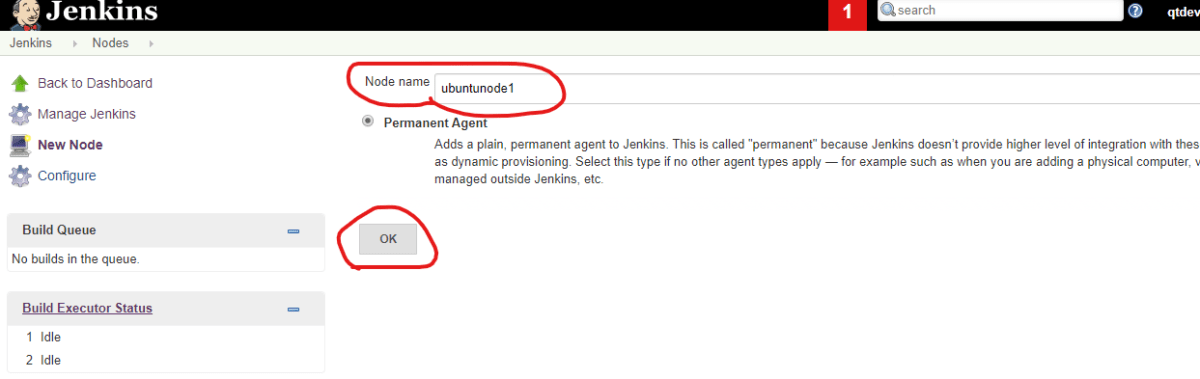 Jenkins
1
search
qtdev
Jenkins
Nodes
Back to Dashboard
Manage Jenkins
New Node
Configure
Build Queue
No builds in the queue.
Build Executor Status
1 Idle
2 Idle
Node name
ubuntunode1
Permanent Agent
Adds a plain, permanent agent to Jenkins. This is called "permanent" because Jenkins doesn't provide higher level of integration with thes
as dynamic provisioning. Select this type if no other agent types apply — for example such as when you are adding a physical computer, v
managed outside Jenkins, etc.
OK